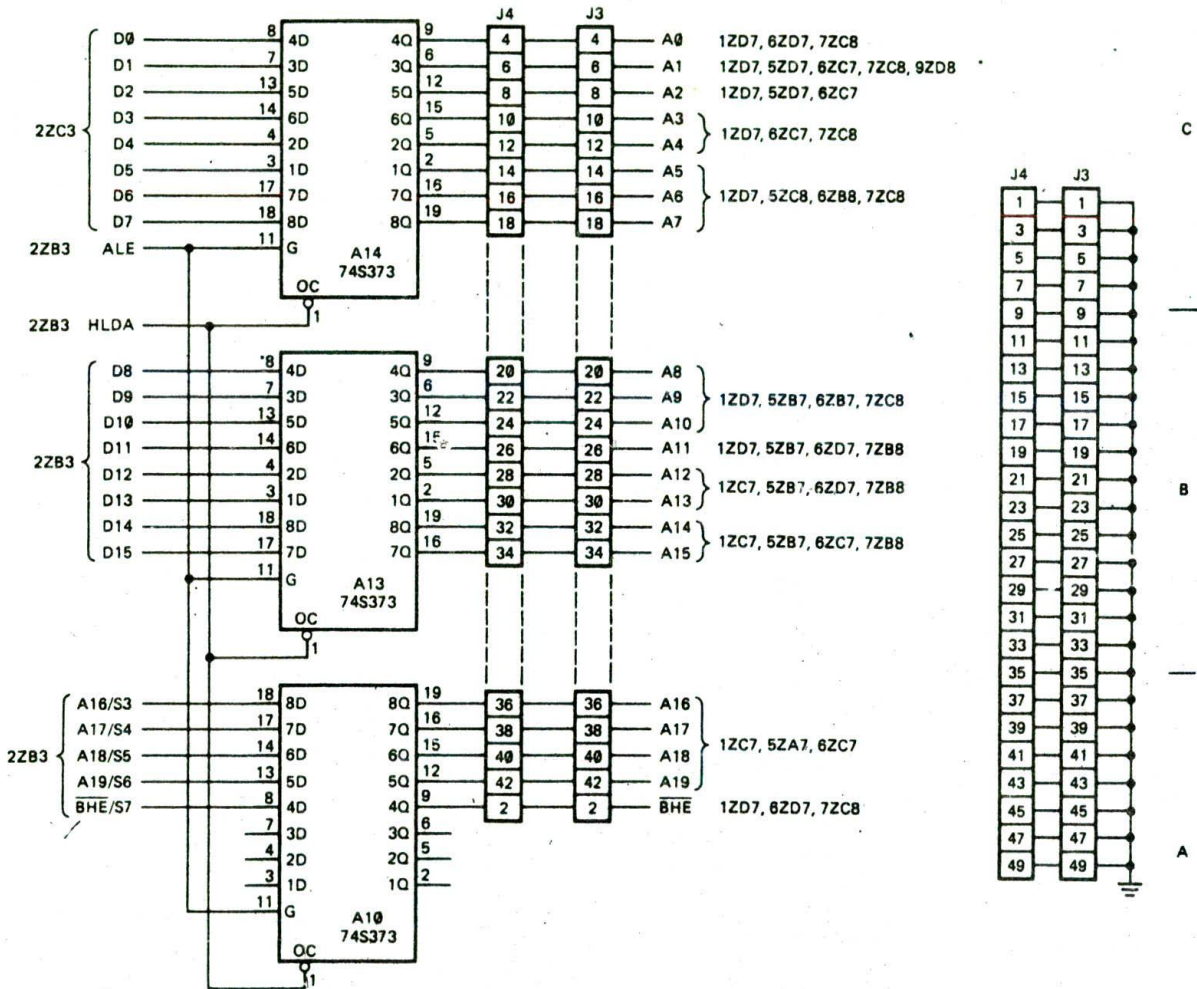 J4 J3
D0 8 4D 4Q 9 4 4 A0 1ZD7, 6ZD7, 7ZC8
D1 7 3D 3Q 6 6 6 A1 1ZD7, 5ZD7, 6ZC7, 7ZC8, 9ZD8
D2 13 5D 5Q 12 8 8 A2 1ZD7, 5ZD7, 6ZC7
D3 14 6D 6Q 15 10 10 A3
2ZC3 1ZD7, 6ZC7, 7ZC8 C
D4 4 2D 2Q 5 12 12 A4
D5 3 1D 1Q 2 14 14 A5
D6 17 7D 7Q 16 16 16 A6 1ZD7, 5ZC8, 6ZB8, 7ZC8
D7 18 8D 8Q 19 18 18 A7
2ZB3 ALE 11 G
A14
74S373
OC
1
2ZB3 HLDA
D8 8 4D 4Q 9 20 20 A8
D9 7 3D 3Q 6 22 22 A9 1ZD7, 5ZB7, 6ZB7, 7ZC8
D10 13 5D 5Q 12 24 24 A10
D11 14 6D 6Q 15 26 26 A11 1ZD7, 5ZB7, 6ZD7, 7ZB8
2ZB3
D12 4 2D 2Q 5 28 28 A12
1ZC7, 5ZB7, 6ZD7, 7ZB8
D13 3 1D 1Q 2 30 30 A13
D14 18 8D 8Q 19 32 32 A14
1ZC7, 5ZB7, 6ZC7, 7ZB8
D15 17 7D 7Q 16 34 34 A15
11 G
A13
74S373
OC
1
A16/S3 18 8D 8Q 19 36 36 A16
A17/S4 17 7D 7Q 16 38 38 A17
2ZB3 1ZC7, 5ZA7, 6ZC7
A18/S5 14 6D 6Q 15 40 40 A18
A19/S6 13 5D 5Q 12 42 42 A19
BHE/S7 8 4D 4Q 9 2 2 BHE 1ZD7, 6ZD7, 7ZC8
7 3D 3Q 6
4 2D 2Q 5
3 1D 1Q 2
11 G
A10
74S373
OC
1
J4 J3
1 1
3 3
5 5
7 7
9 9
11 11
13 13
15 15
17 17
19 19
21 21
23 23
B
25 25
27 27
29 29
31 31
33 33
35 35
37 37
39 39
41 41
43 43
45 45
47 47
A
49 49